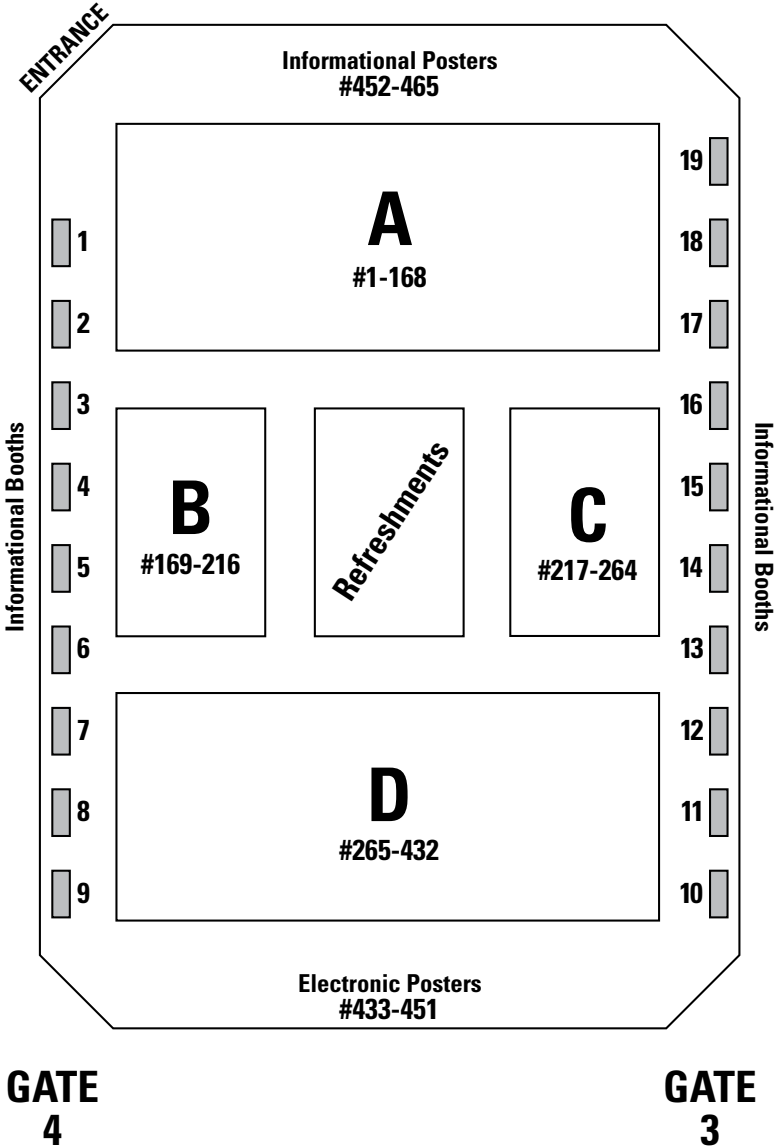 ENTRANCE
Informational Posters
#452-465
A
#1-168
1
2
3
4
5
6
7
8
9
Informational Booths
19
18
17
16
15
14
13
12
11
10
Informational Booths
B
#169-216
Refreshments
C
#217-264
D
#265-432
Electronic Posters
#433-451
GATE
4
GATE
3